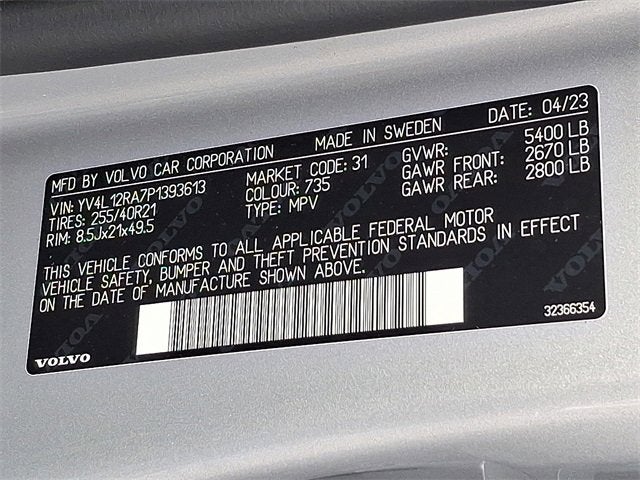 MFD BY VOLVO CAR CORPORATION MADE IN SWEDEN DATE: 04/23
VIN: YV4L12RA7P1393613 MARKET CODE: 31 GVWR: 5400 LB
TIRES: 255/40R21 COLOUR: 735 GAWR FRONT: 2670 LB
RIM: 8.5Jx21x49.5 TYPE: MPV GAWR REAR: 2800 LB
THIS VEHICLE CONFORMS TO ALL APPLICABLE FEDERAL MOTOR
VEHICLE SAFETY, BUMPER AND THEFT PREVENTION STANDARDS IN EFFECT
ON THE DATE OF MANUFACTURE SHOWN ABOVE.
VOLVO 32366354